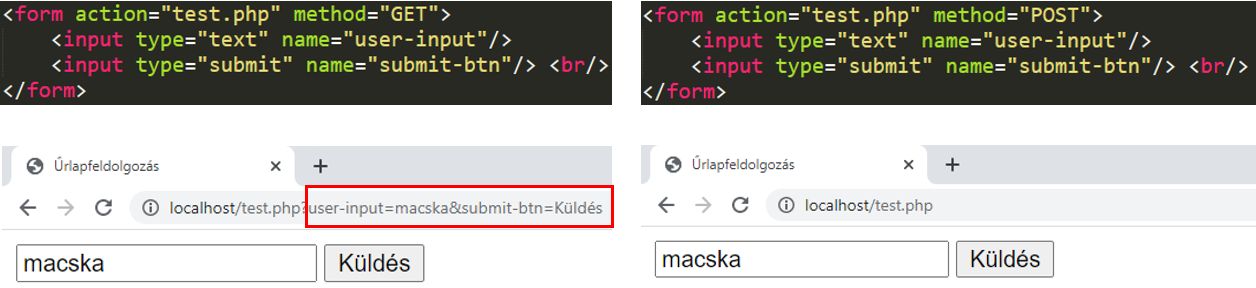 <form action="test.php" method="GET">
<input type="text" name="user-input"/>
<input type="submit" name="submit-btn"/> <br/>
</form>
Űrlapfeldolgozás
localhost/test.php?user-input=macska&submit-btn=Küldés
macska Küldés
<form action="test.php" method="POST">
<input type="text" name="user-input"/>
<input type="submit" name="submit-btn"/> <br/>
</form>
Űrlapfeldolgozás
localhost/test.php
macska Küldés